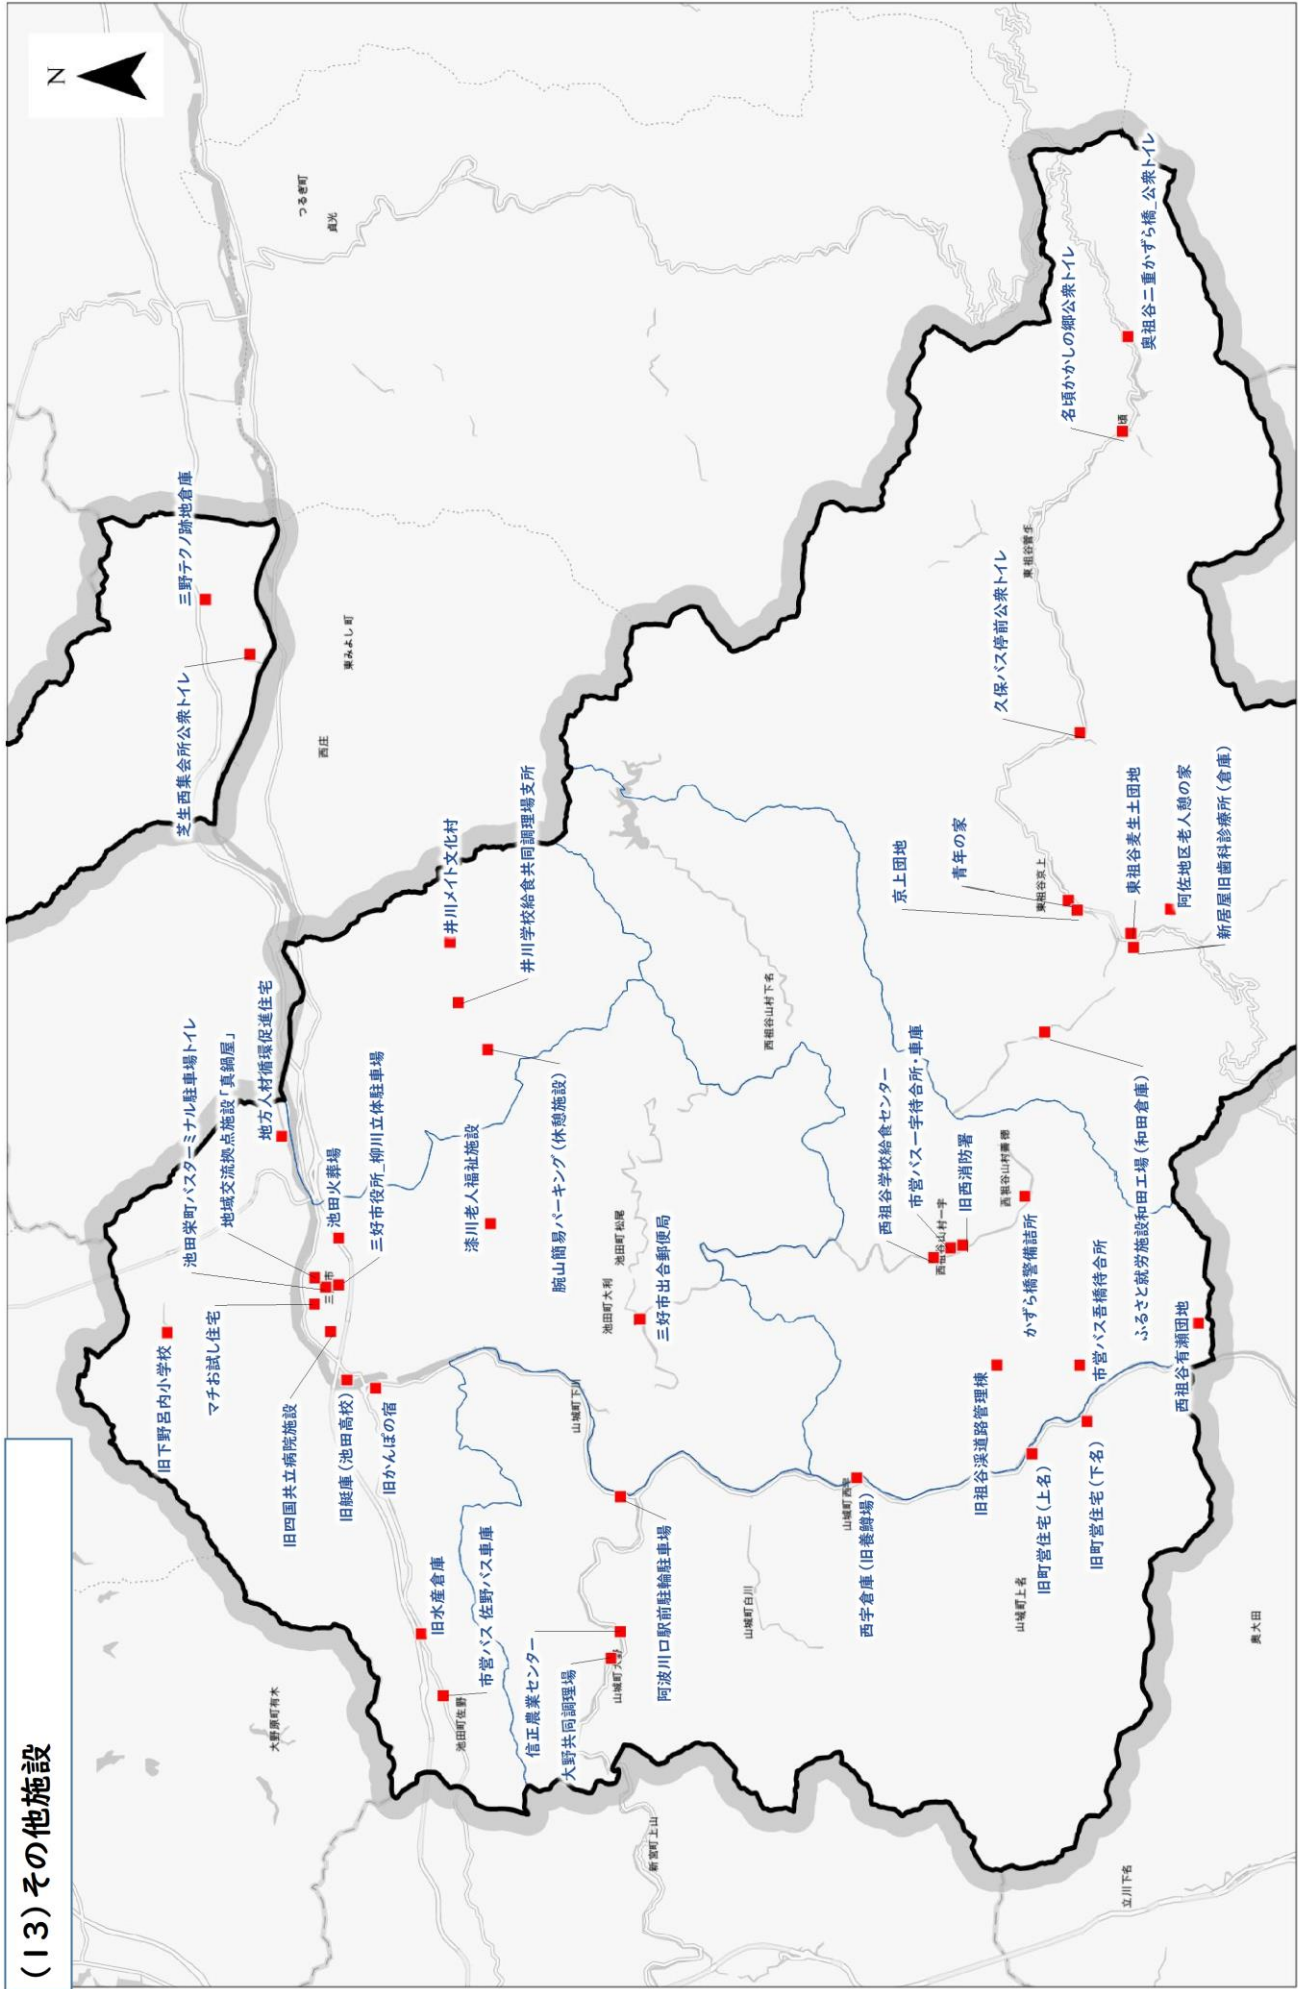 (13)その他施設
N
つるぎ町
貞光
三野テクノ跡地倉庫
芝生西集会所公衆トイレ
東みよし町
西庄
井川メイト文化村
井川学校給食共同調理場支所
地方人材循環促進住宅
池田栄町バスターミナル駐車場トイレ
地域交流拠点施設「真鍋屋」
池田火葬場
三好市役所_柳川立体駐車場
漆川老人福祉施設
腕山簡易パーキング(休憩施設)
旧下野呂内小学校
マチお試し住宅
三
市
旧四国共立病院施設
旧艇庫(池田高校)
旧かんぽの宿
池田町大利
池田町松尾
三好市出合郵便局
山城町下川
旧水産倉庫
市営バス佐野バス車庫
大野原町有木
池田町佐野
信正農業センター
大野共同調理場
山城町大野
阿波川口駅前駐輪駐車場
新宮町上山
山城町白川
山城町西宇
西宇倉庫(旧養鱒場)
西祖谷山村下名
西祖谷学校給食センター
市営バス一宇待合所・車庫
旧西消防署
西祖谷山村一宇
西祖谷山村善徳
かずら橋警備詰所
旧祖谷渓道路管理棟
市営バス吾橋待合所
旧町営住宅(上名)
旧町営住宅(下名)
山城町上名
西祖谷有瀬団地
ふるさと就労施設和田工場(和田倉庫)
奥大田
立川下名
名頃かかしの郷公衆トイレ
奥祖谷二重かずら橋_公衆トイレ
頃
東祖谷菅生
久保バス停前公衆トイレ
青年の家
京上団地
東祖谷京上
東祖谷麦生土団地
阿佐地区老人憩の家
新居屋旧歯科診療所(倉庫)